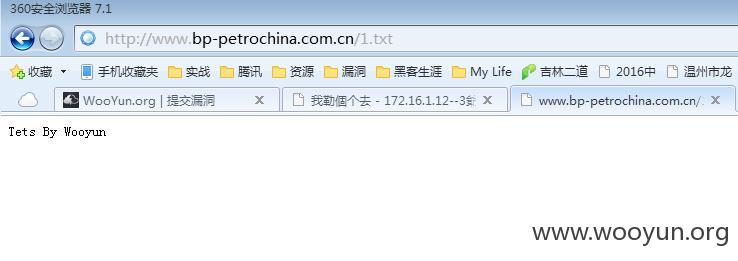 360安全浏览器 7.1
http://www.bp-petrochina.com.cn/1.txt
收藏 手机收藏夹 实战 腾讯 资源 漏洞 黑客生涯 My Life 吉林二道 2016中 温州市龙
WooYun.org | 提交漏洞 我勒個个去 - 172.16.1.12--3 www.bp-petrochina.com.cn/
Tets By Wooyun
www.wooyun.org